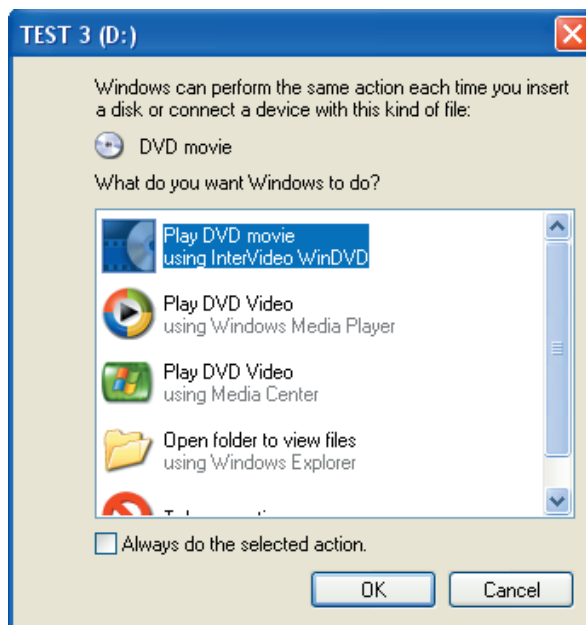 TEST 3 (D:)
Windows can perform the same action each time you insert
a disk or connect a device with this kind of file:
DVD movie
What do you want Windows to do?
Play DVD movie
using InterVideo WinDVD
Play DVD Video
using Windows Media Player
Play DVD Video
using Media Center
Open folder to view files
using Windows Explorer
Always do the selected action.
OK
Cancel